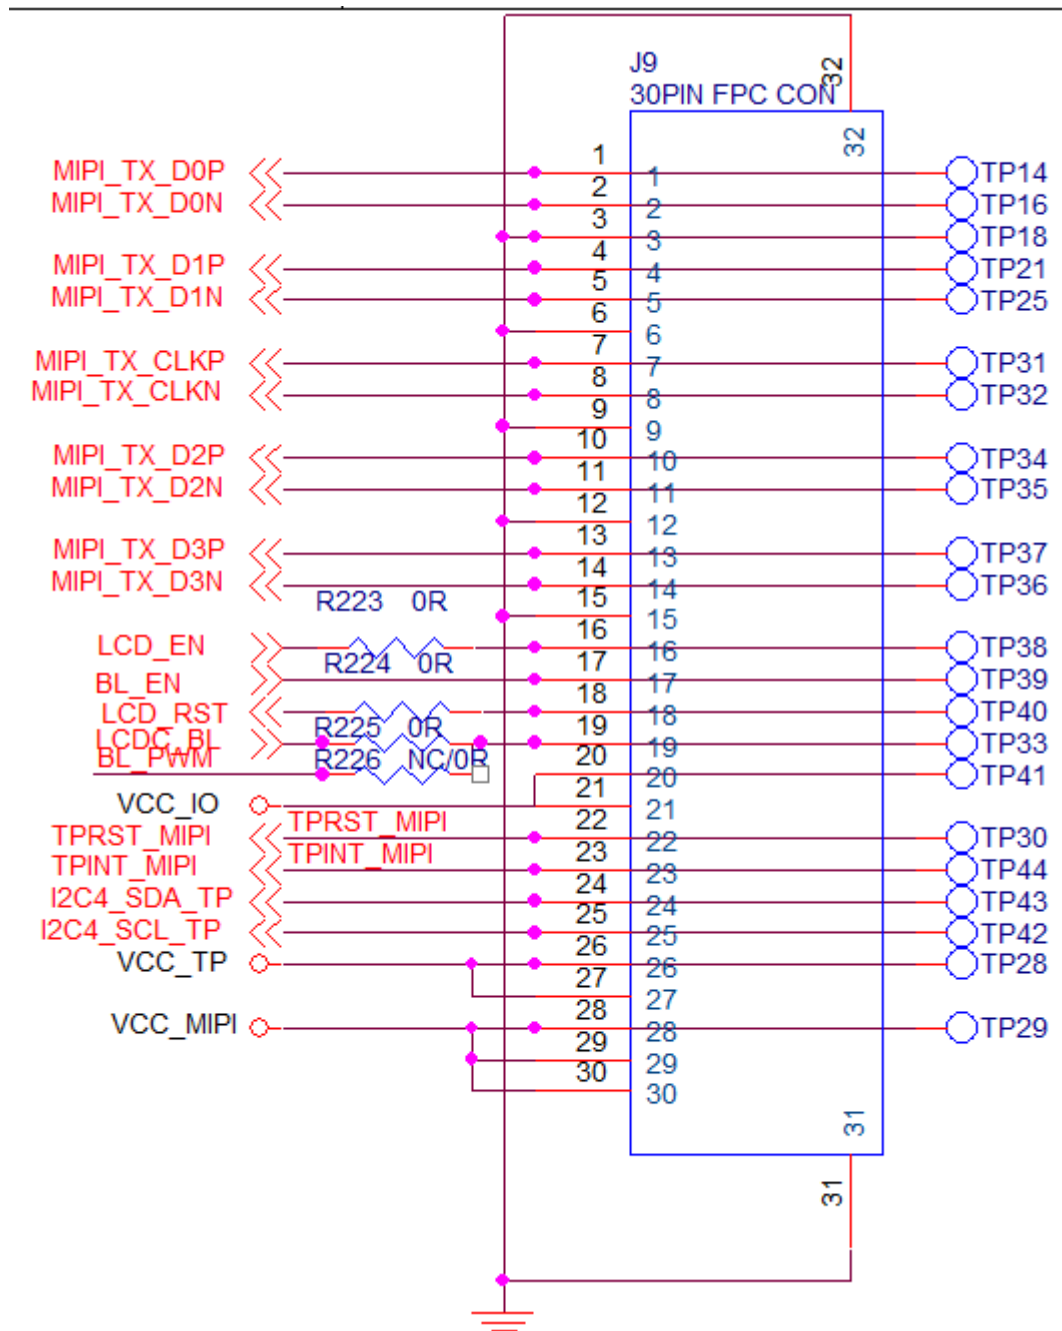 32
J9
30PIN FPC CON
32
MIPI_TX_D0P 1 1 TP14
MIPI_TX_D0N 2 2 TP16
3 3 TP18
MIPI_TX_D1P 4 4 TP21
MIPI_TX_D1N 5 5 TP25
6 6
MIPI_TX_CLKP 7 7 TP31
MIPI_TX_CLKN 8 8 TP32
9 9
MIPI_TX_D2P 10 10 TP34
MIPI_TX_D2N 11 11 TP35
12 12
MIPI_TX_D3P 13 13 TP37
MIPI_TX_D3N 14 14 TP36
R223 0R 15 15
LCD_EN 16 16 TP38
R224 0R
BL_EN 17 17 TP39
LCD_RST 18 18 TP40
R225 0R
LCDC_BL 19 19 TP33
BL_PWM R226 NC/0R 20 20 TP41
VCC_IO 21 21
TPRST_MIPI TPRST_MIPI 22 22 TP30
TPINT_MIPI TPINT_MIPI 23 23 TP44
I2C4_SDA_TP 24 24 TP43
I2C4_SCL_TP 25 25 TP42
VCC_TP 26 26 TP28
27 27
VCC_MIPI 28 28 TP29
29 29
30 30
31
31